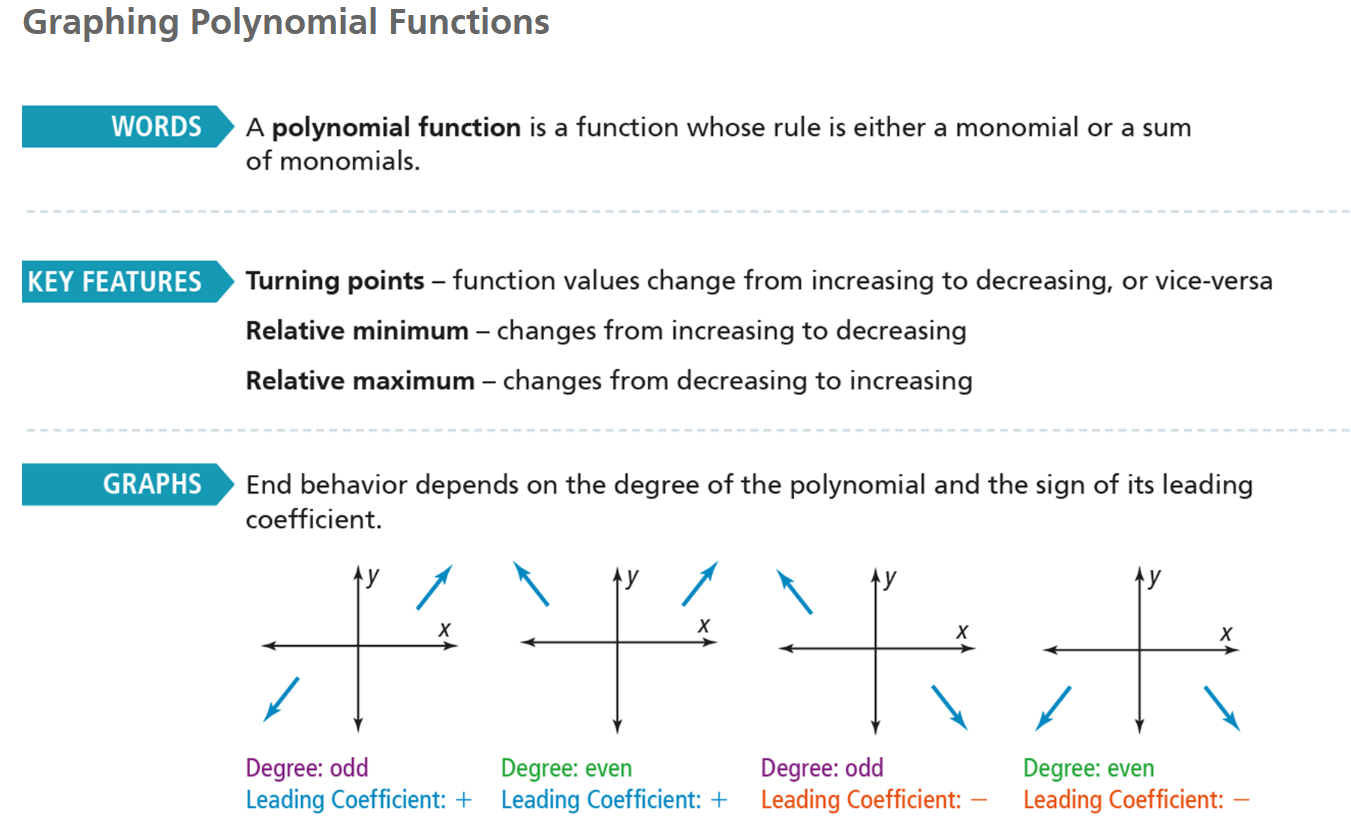 Graphing Polynomial Functions
WORDS
A polynomial function is a function whose rule is either a monomial or a sum
of monomials.
KEY FEATURES
Turning points – function values change from increasing to decreasing, or vice-versa
Relative minimum – changes from increasing to decreasing
Relative maximum – changes from decreasing to increasing
GRAPHS
End behavior depends on the degree of the polynomial and the sign of its leading
coefficient.
y
x
Degree: odd
Leading Coefficient: +
y
x
Degree: even
Leading Coefficient: +
y
x
Degree: odd
Leading Coefficient: −
y
x
Degree: even
Leading Coefficient: −